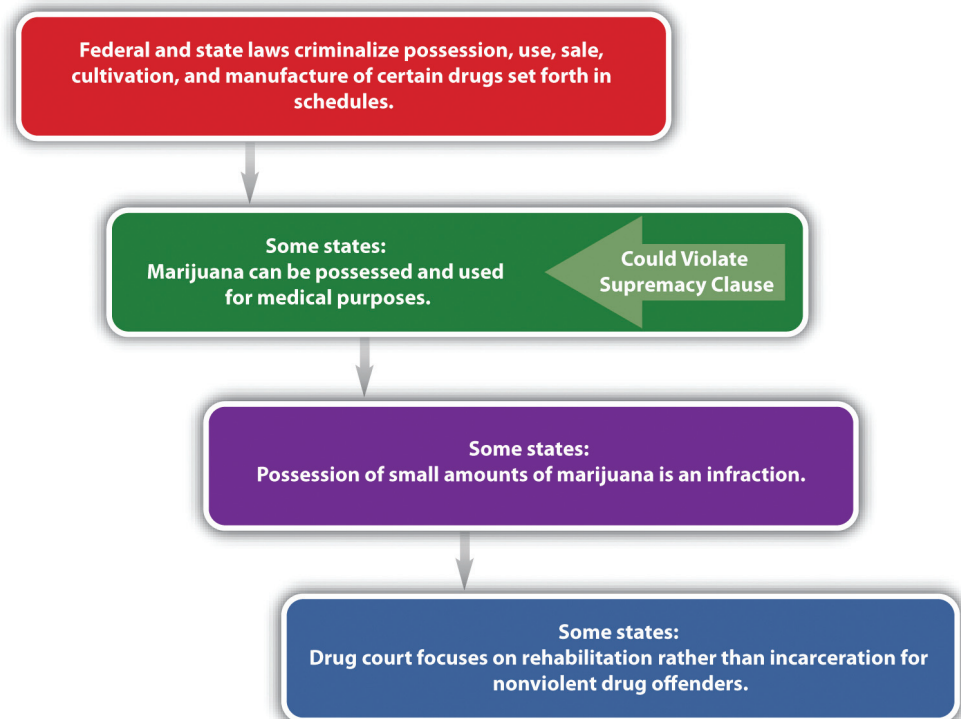 Federal and state laws criminalize possession, use, sale,
cultivation, and manufacture of certain drugs set forth in
schedules.
Some states:
Marijuana can be possessed and used
for medical purposes.
Could Violate
Supremacy Clause
Some states:
Possession of small amounts of marijuana is an infraction.
Some states:
Drug court focuses on rehabilitation rather than incarceration for
nonviolent drug offenders.